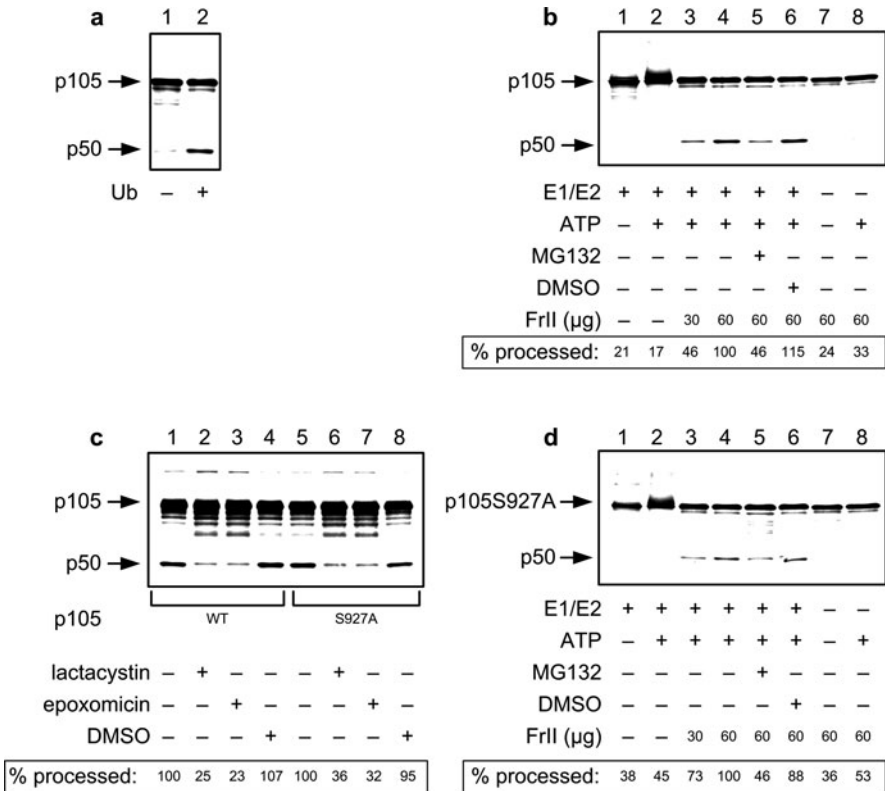 a
1 2
p105
p50
Ub – +
b
1 2 3 4 5 6 7 8
p105
p50
E1/E2 + + + + + + – –
ATP – + + + + + – +
MG132 – – – – + – – –
DMSO – – – – – + – –
FrII (µg) – – 30 60 60 60 60 60
% processed: 21 17 46 100 46 115 24 33
c
1 2 3 4 5 6 7 8
p105
p50
p105 WT S927A
lactacystin – + – – – + – –
epoxomicin – – + – – – + –
DMSO – – – + – – – +
% processed: 100 25 23 107 100 36 32 95
d
1 2 3 4 5 6 7 8
p105S927A
p50
E1/E2 + + + + + + – –
ATP – + + + + + – +
MG132 – – – – + – – –
DMSO – – – – – + – –
FrII (µg) – – 30 60 60 60 60 60
% processed: 38 45 73 100 46 88 36 53